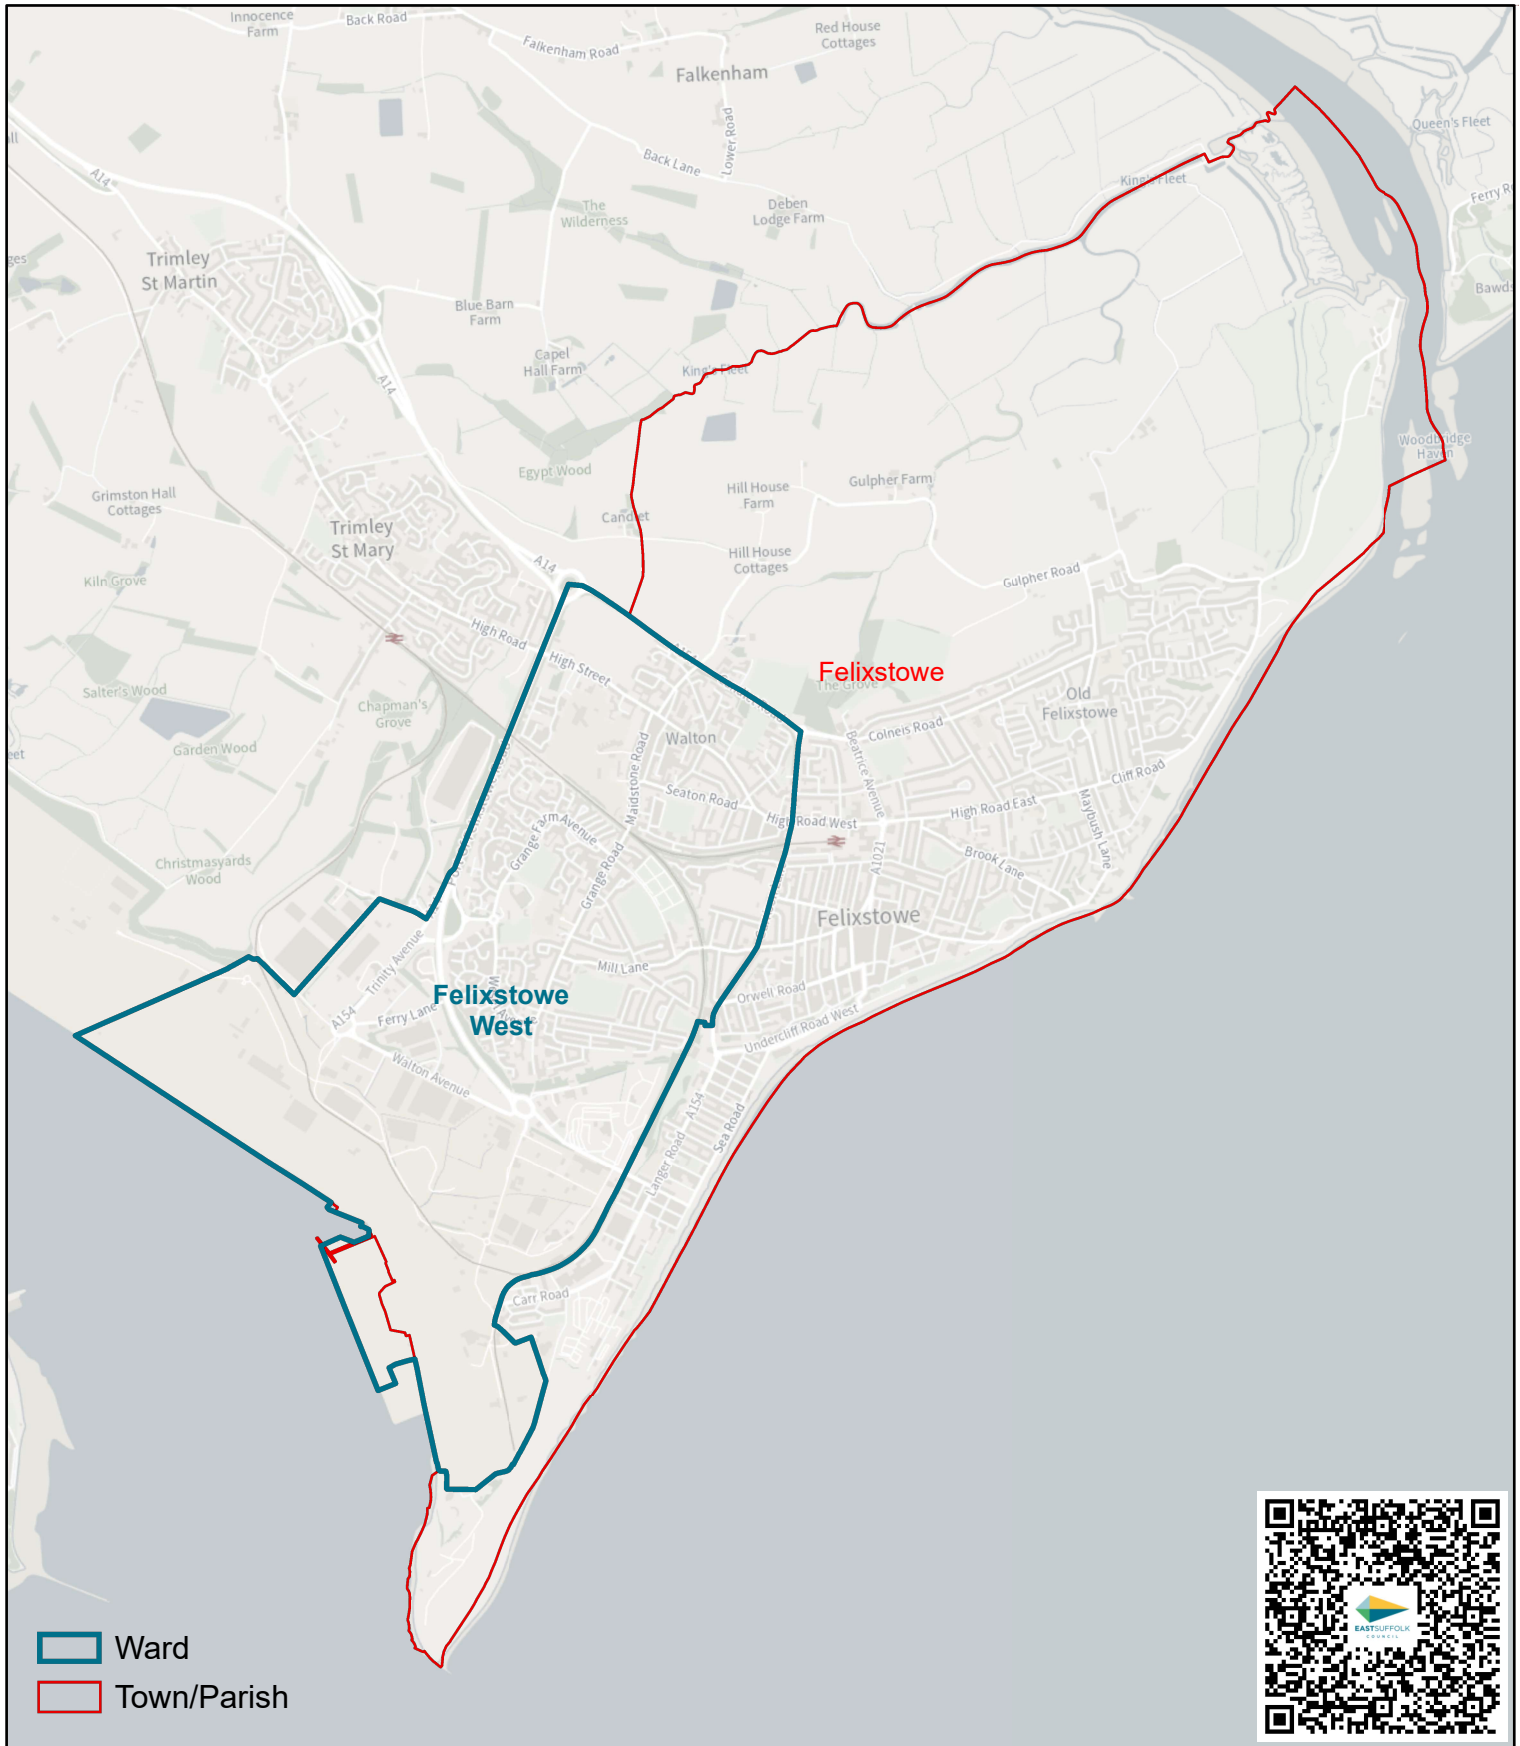 Innocence
Farm
Back Road
Falkenham Road
Red House
Cottages
Falkenham
Lower Road
Back Lane
Queen's Fleet
A14
King's Fleet
Ferry R
The
Wilderness
Deben
Lodge Farm
Trimley
St Martin
Blue Barn
Farm
Bawds
Capel
Hall Farm
A14
King's Fleet
Woodbridge
Haven
Egypt Wood
Gulpher Farm
Hill House
Farm
Grimston Hall
Cottages
Candlet
Trimley
St Mary
Hill House
Cottages
A14
Gulpher Road
Kiln Grove
High Road
High Street
Felixstowe
The Grove
Salter's Wood
Old
Felixstowe
Chapman's
Grove
Colneis Road
Garden Wood
Walton
Beatrice Avenue
Maidstone Road
Cliff Road
Seaton Road
High Road East
Maybush Lane
High Road West
Grange Farm Avenue
A1021
Brook Lane
Christmasyards
Wood
Grange Road
Felixstowe
Trinity Avenue
Mill Lane
Orwell Road
Felixstowe
West
A154
Ferry Lane
Undercliff Road West
Walton Avenue
A154
Sea Road
Langer Road
Carr Road
Ward
Town/Parish
EASTSUFFOLK
COUNCIL